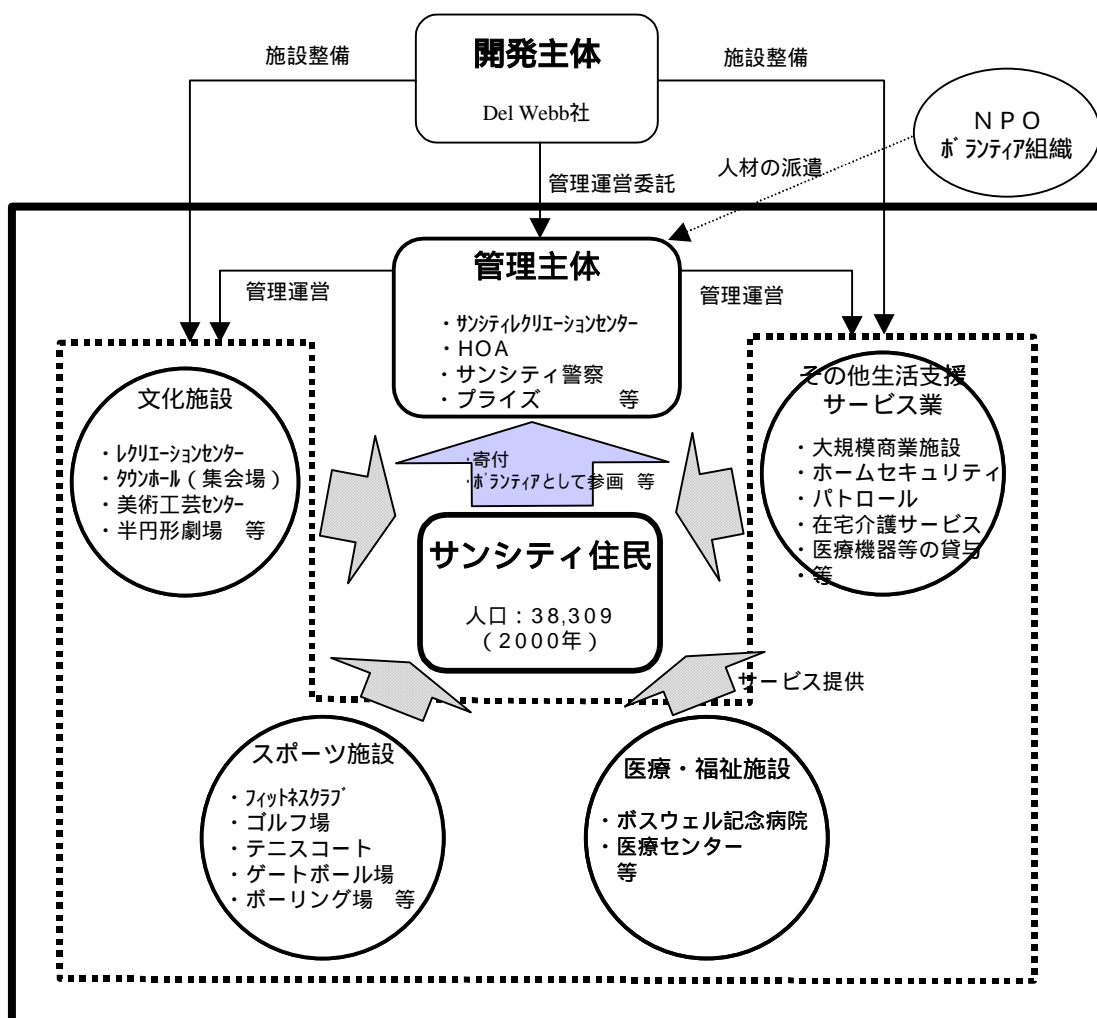 開発主体
Del Webb社
施設整備
施設整備
NPO
ﾎﾞﾗﾝﾃｨｱ組織
人材の派遣
管理運営委託
管理主体
・ｻﾝｼﾃｨﾚｸﾘｴｰｼｮﾝｾﾝﾀｰ
・HOA
・サンシティ警察
・プライズ 等
管理運営
管理運営
文化施設
・ﾚｸﾘｴｰｼｮﾝｾﾝﾀｰ
・ﾀｳﾝﾎｰﾙ（集会場）
・美術工芸ｾﾝﾀｰ
・半円形劇場 等
その他生活支援
サービス業
・大規模商業施設
・ホームセキュリティ
・パトロール
・在宅介護サービス
・医療機器等の貸与
・等
・寄付
・ﾎﾞﾗﾝﾃｨｱとして参画 等
サンシティ住民
人口：38,309
（2000年）
サービス提供
スポーツ施設
・ﾌｨｯﾄﾈｽｸﾗﾌﾞ
・ゴルフ場
・テニスコート
・ゲートボール場
・ボーリング場 等
医療・福祉施設
・ボスウェル記念病院
・医療センター
等